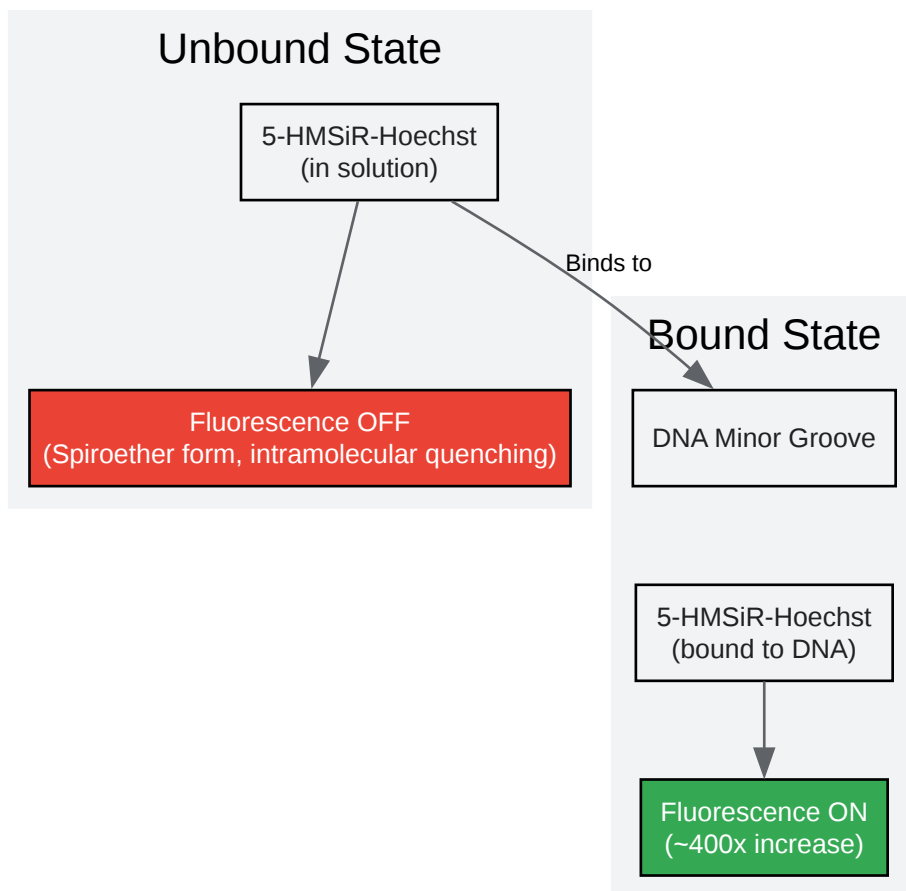 Unbound State
5-HMSiR-Hoechst
(in solution)
Binds to
Fluorescence OFF
(Spiroether form, intramolecular quenching)
Bound State
DNA Minor Groove
5-HMSiR-Hoechst
(bound to DNA)
Fluorescence ON
(~400x increase)